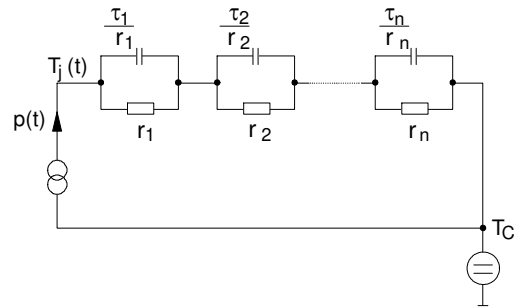 τ1 τ2 τn
r1 r2 rn
Tj (t)
r1 r2 rn
p(t)
TC